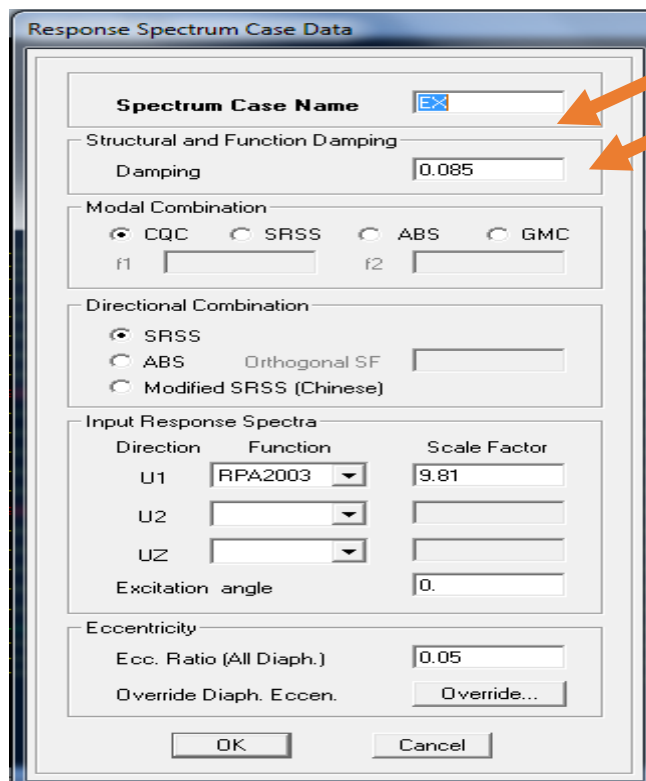 Response Spectrum Case Data
Spectrum Case Name EX
Structural and Function Damping
Damping 0.085
Modal Combination
CQC SRSS ABS GMC
f1 f2
Directional Combination
SRSS
ABS Orthogonal SF
Modified SRSS (Chinese)
Input Response Spectra
Direction Function Scale Factor
U1 RPA2003 9.81
U2
UZ
Excitation angle 0.
Eccentricity
Ecc. Ratio (All Diaph.) 0.05
Override Diaph. Eccen. Override...
OK Cancel